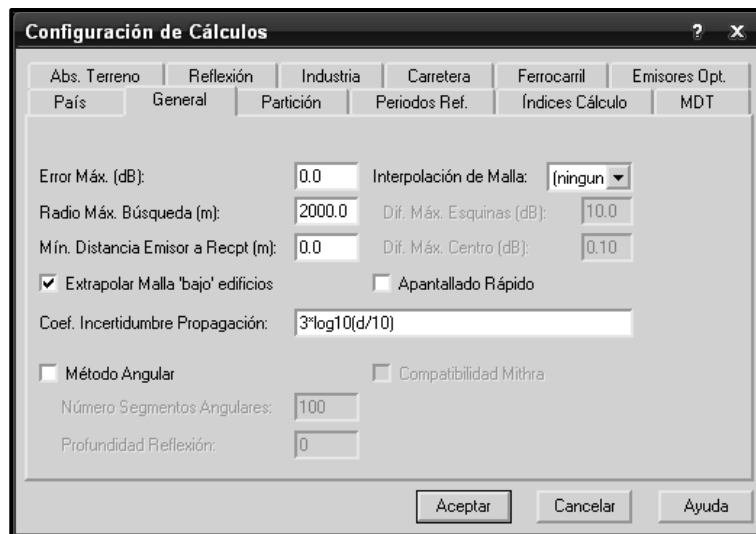 Configuración de Cálculos ? X
Abs. Terreno Reflexión Industria Carretera Ferrocarril Emisores Opt.
País General Partición Periodos Ref. Índices Cálculo MDT
Error Máx. (dB): 0.0 Interpolación de Malla: (ningun
Radio Máx. Búsqueda (m): 2000.0 Dif. Máx. Esquinas (dB): 10.0
Mín. Distancia Emisor a Recpt (m): 0.0 Dif. Máx. Centro (dB): 0.10
Extrapolar Malla 'bajo' edificios Apantallado Rápido
Coef. Incertidumbre Propagación: 3*log10(d/10)
Método Angular Compatibilidad Mithra
Número Segmentos Angulares: 100
Profundidad Reflexión: 0
Aceptar Cancelar Ayuda